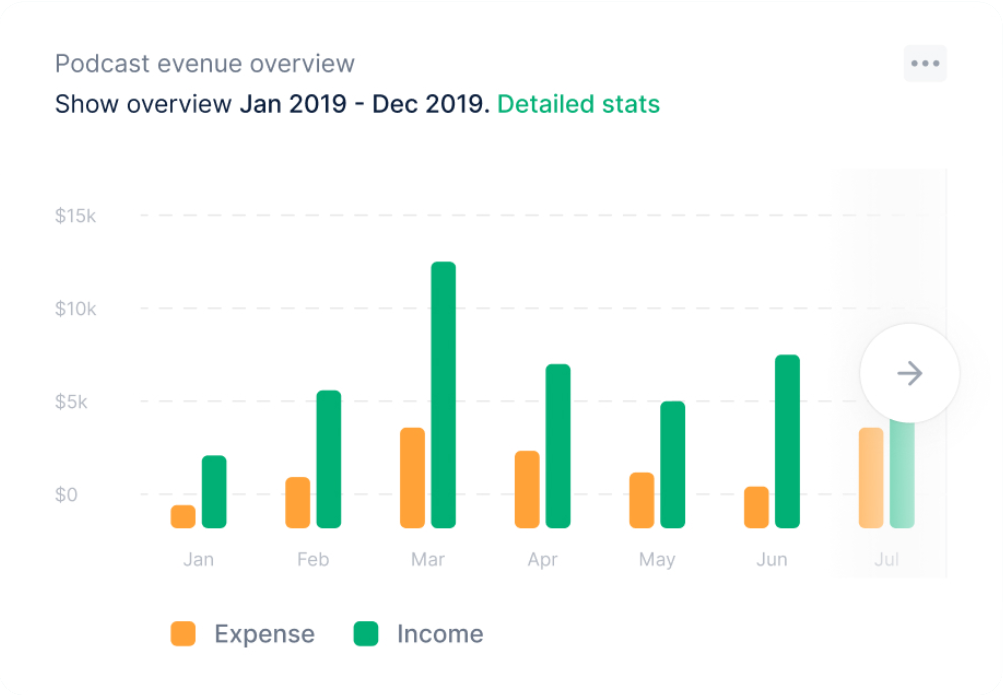 Podcast evenue overview
Show overview Jan 2019 - Dec 2019. Detailed stats
$15k
$10k
$5k
$0
Jan Feb Mar Apr May Jun Jul
Expense Income